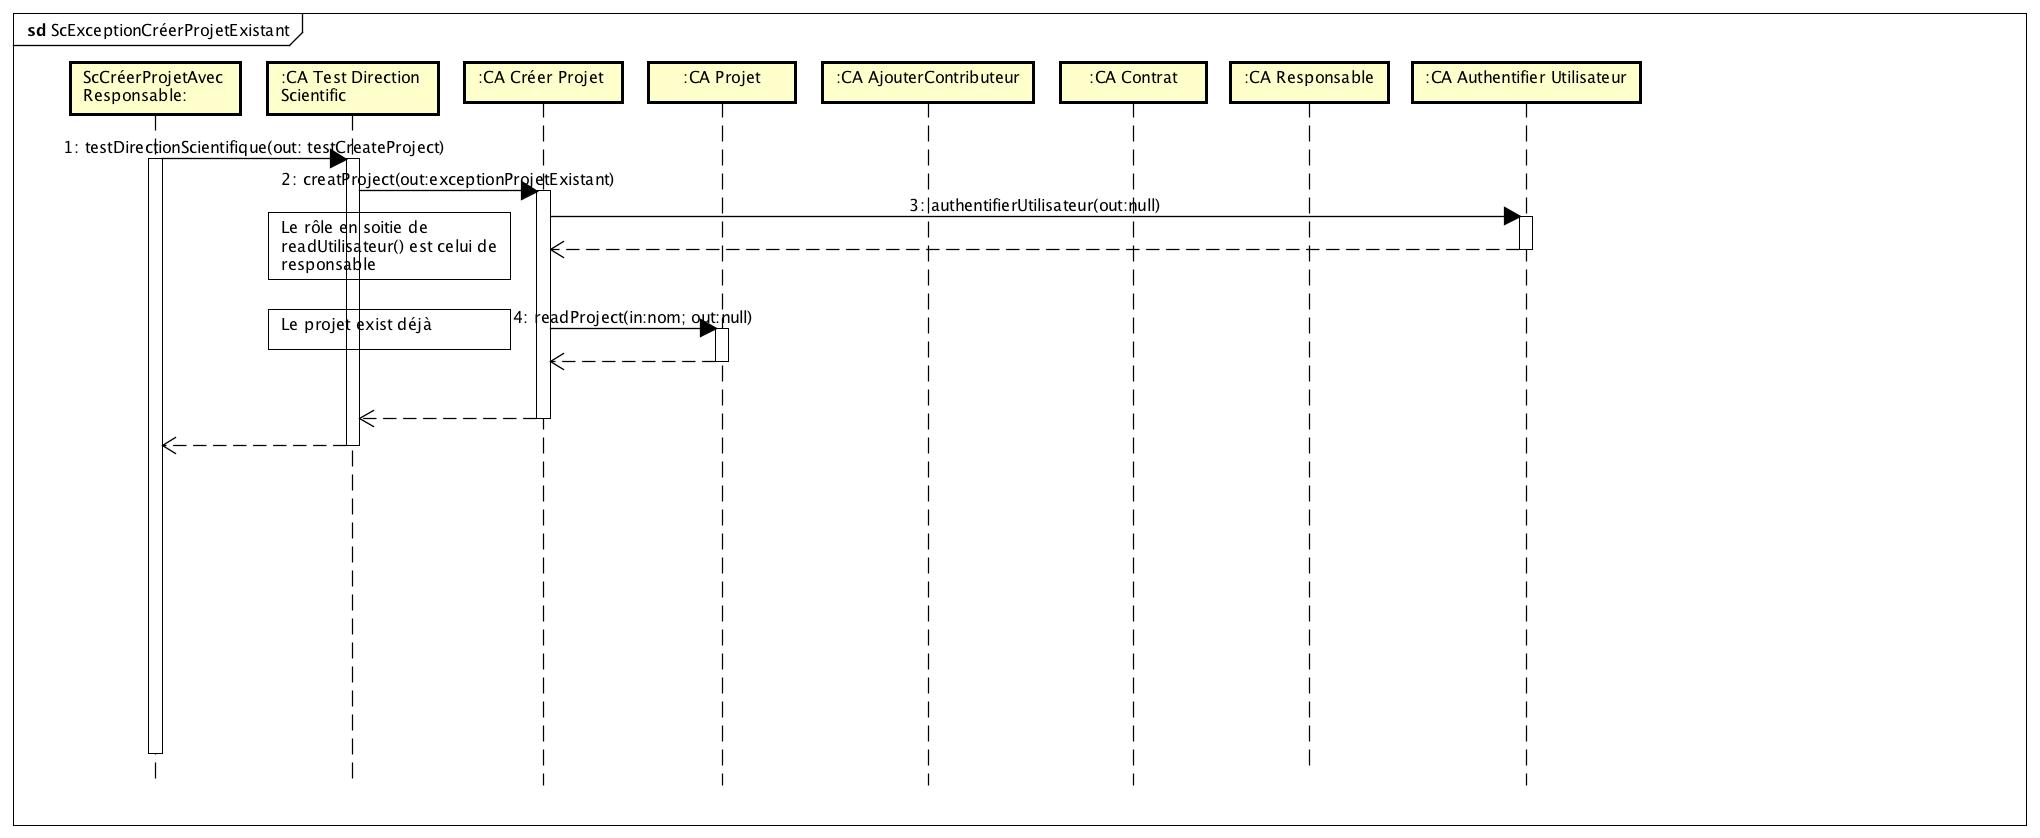 sd ScExceptionCréerProjetExistant
ScCréerProjetAvec
Responsable:
:CA Test Direction
Scientific
:CA Créer Projet
:CA Projet
:CA AjouterContributeur
:CA Contrat
:CA Responsable
:CA Authentifier Utilisateur
1: testDirectionScientifique(out: testCreateProject)
2: creatProject(out:exceptionProjetExistant)
3: authentifierUtilisateur(out:null)
Le rôle en soitie de
readUtilisateur() est celui de
responsable
4: readProject(in:nom; out:null)
Le projet exist déjà